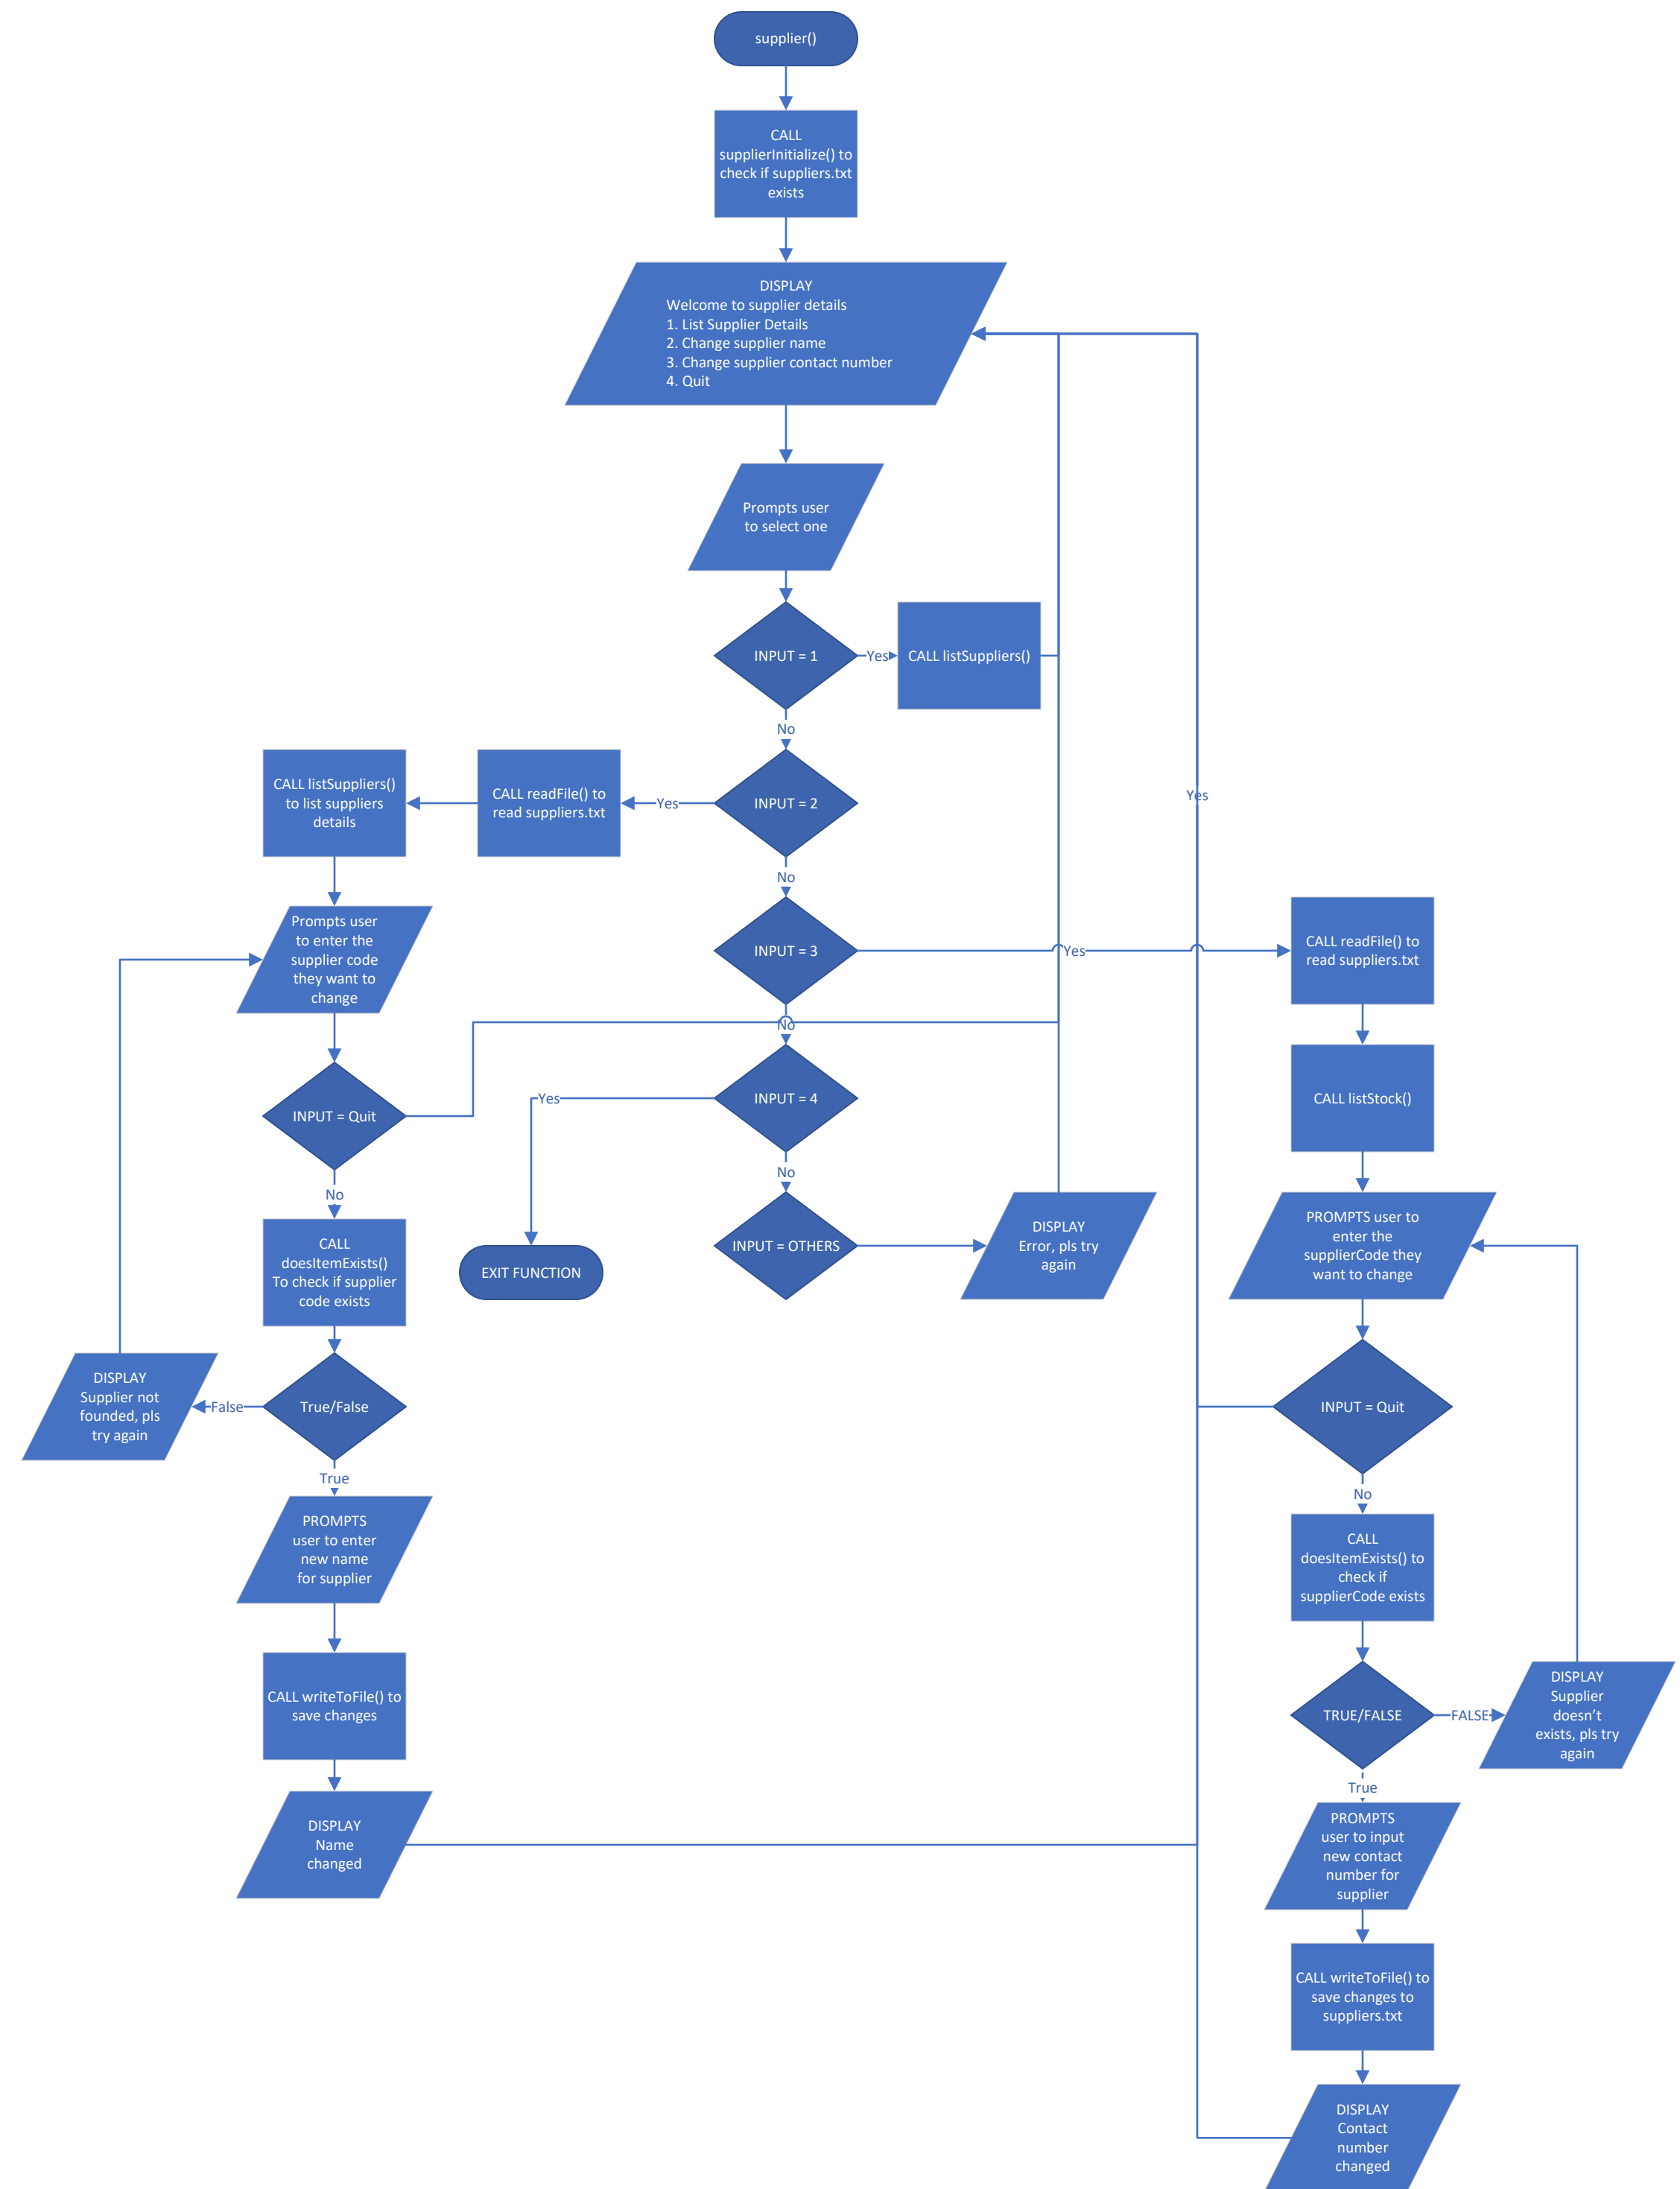 supplier()
CALL
supplierInitialize() to
check if suppliers.txt
exists
DISPLAY
Welcome to supplier details
1. List Supplier Details
2. Change supplier name
3. Change supplier contact number
4. Quit
Prompts user
to select one
INPUT = 1
Yes
CALL listSuppliers()
No
INPUT = 2
Yes
CALL readFile() to
read suppliers.txt
CALL listSuppliers()
to list suppliers
details
Yes
No
Prompts user
to enter the
supplier code
they want to
change
INPUT = 3
Yes
CALL readFile() to
read suppliers.txt
No
INPUT = Quit
INPUT = 4
Yes
CALL listStock()
No
No
CALL
doesItemExists()
To check if supplier
code exists
EXIT FUNCTION
INPUT = OTHERS
DISPLAY
Error, pls try
again
PROMPTS user to
enter the
supplierCode they
want to change
DISPLAY
Supplier not
founded, pls
try again
False
True/False
INPUT = Quit
True
No
PROMPTS
user to enter
new name
for supplier
CALL
doesItemExists() to
check if
supplierCode exists
CALL writeToFile() to
save changes
TRUE/FALSE
FALSE
DISPLAY
Supplier
doesn't
exists, pls try
again
True
DISPLAY
Name
changed
PROMPTS
user to input
new contact
number for
supplier
CALL writeToFile() to
save changes to
suppliers.txt
DISPLAY
Contact
number
changed